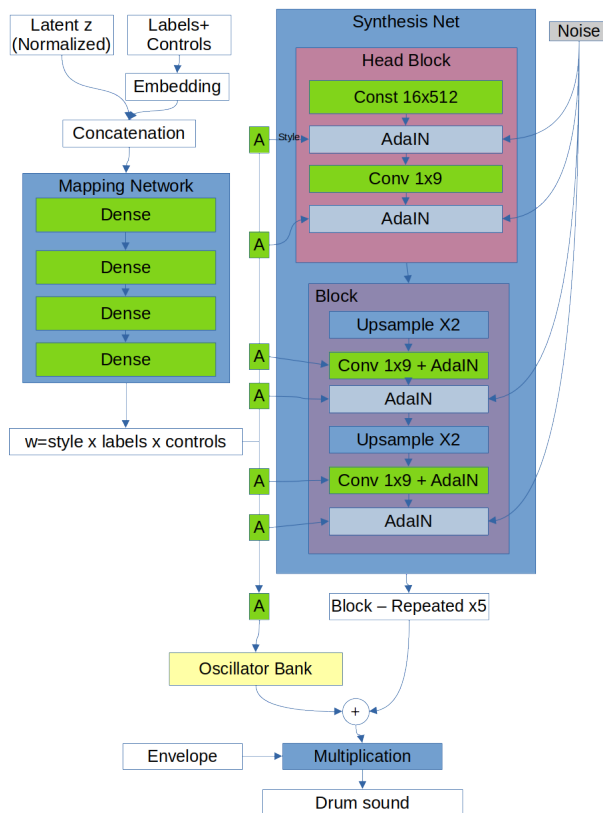 Latent z
(Normalized)
Labels+
Controls
Embedding
Concatenation
Mapping Network
Dense
Dense
Dense
Dense
w=style x labels x controls
A
A
A
A
A
A
A
Style
Synthesis Net
Noise
Head Block
Const 16x512
AdaIN
Conv 1x9
AdaIN
Block
Upsample X2
Conv 1x9 + AdaIN
AdaIN
Upsample X2
Conv 1x9 + AdaIN
AdaIN
Block – Repeated x5
Oscillator Bank
+
Envelope
Multiplication
Drum sound